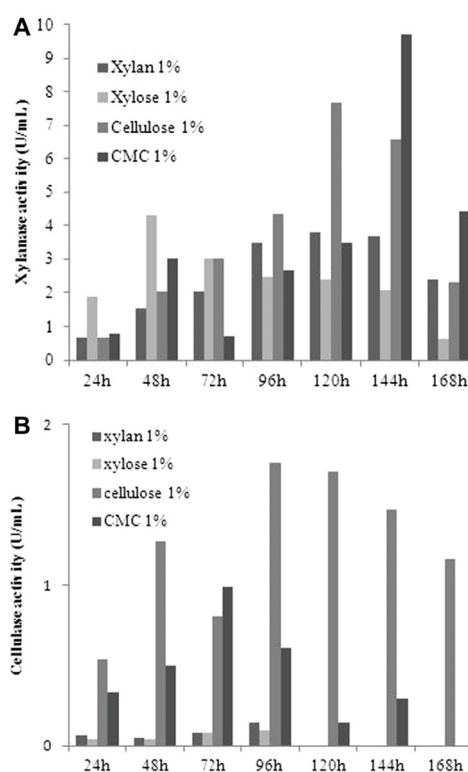 A
Xylanase activity (U/mL)
10
9
8
7
6
5
4
3
2
1
0
Xylan 1%
Xylose 1%
Cellulose 1%
CMC 1%
24h 48h 72h 96h 120h 144h 168h
B
Cellulase activity (U/mL)
2
1
0
xylan 1%
xylose 1%
cellulose 1%
CMC 1%
24h 48h 72h 96h 120h 144h 168h